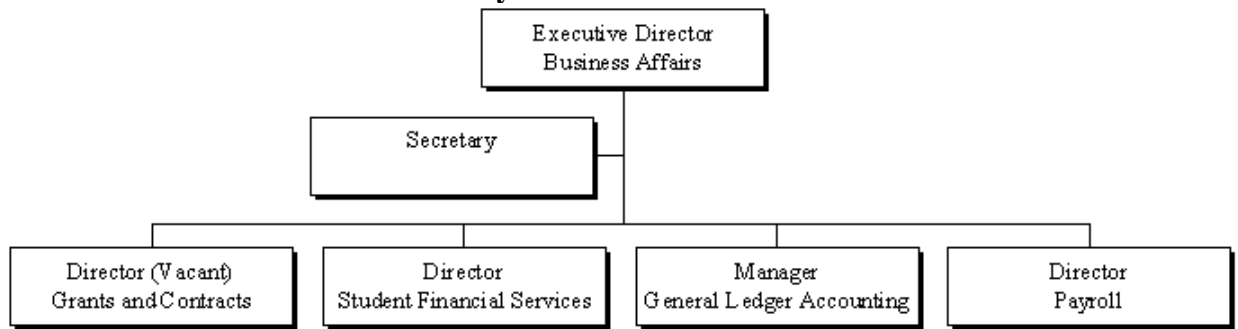 Executive Director
Business Affairs
Secretary
Director (Vacant)
Grants and Contracts
Director
Student Financial Services
Manager
General Ledger Accounting
Director
Payroll